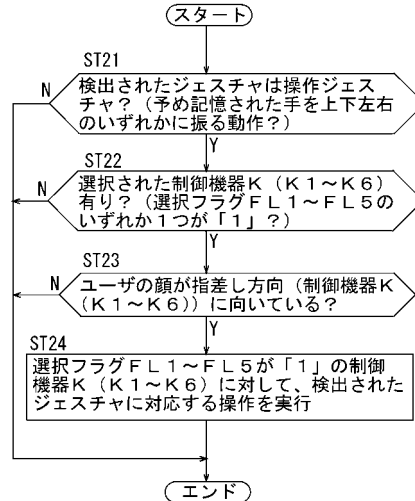 スタート
ST21
検出されたジェスチャは操作ジェス
チャ？（予め記憶された手を上下左右
のいずれかに振る動作？）
N
Y
ST22
選択された制御機器K（K1～K6）
有り？（選択フラグFL1～FL5の
いずれか1つが「1」？）
N
Y
ST23
ユーザの顔が指差し方向（制御機器K
（K1～K6））に向いている？
N
Y
ST24
選択フラグFL1～FL5が「1」の制御
機器K（K1～K6）に対して、検出された
ジェスチャに対応する操作を実行
エンド